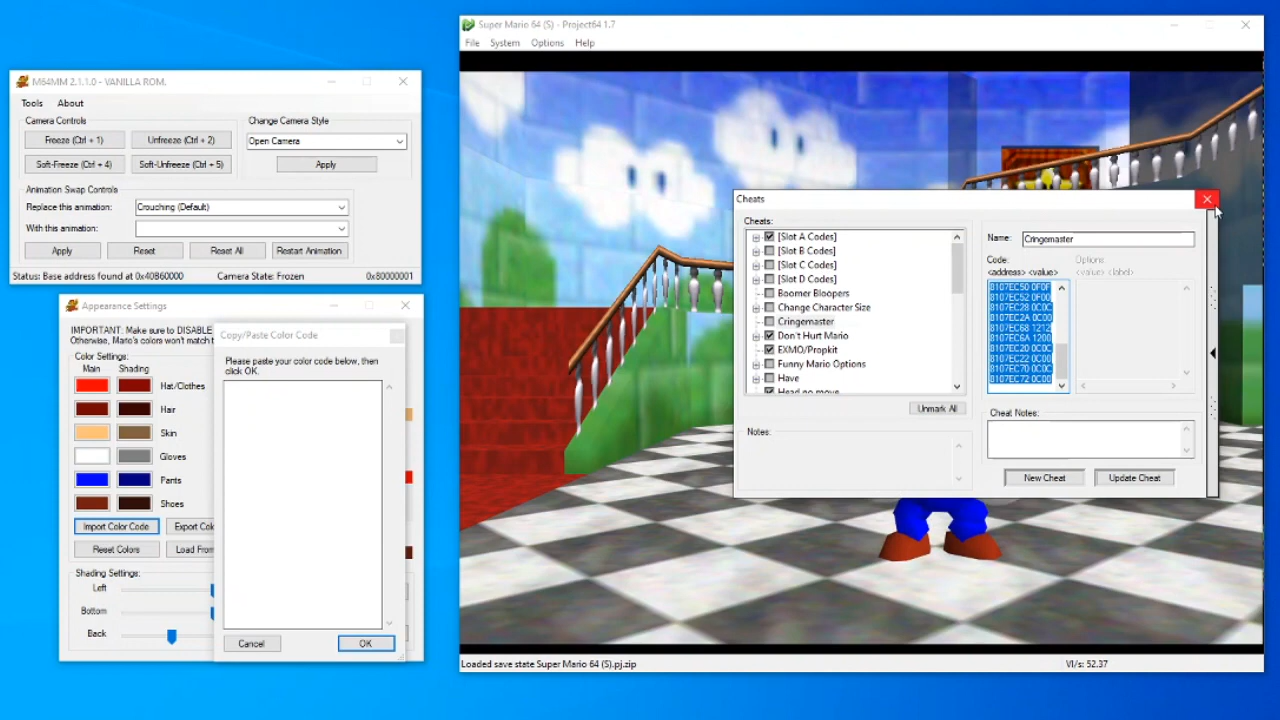 Super Mario 64 (S) - Project64 1.7
File System Options Help
M64MM 2.1.1.0 - VANILLA ROM.
Tools About
Camera Controls
Change Camera Style
Freeze (Ctrl + 1) Unfreeze (Ctrl + 2)
Open Camera
Soft-Freeze (Ctrl + 4) Soft-Unfreeze (Ctrl + 5)
Apply
Animation Swap Controls
Replace this animation: Crouching (Default)
With this animation:
Apply Reset Reset All Restart Animation
Status: Base address found at 0x40B60000 Camera State: Frozen 0x80000001
Appearance Settings
IMPORTANT: Make sure to DISABLE
Otherwise, Mario's colors won't match t
Color Settings:
Main Shading
Hat/Clothes
Hair
Skin
Gloves
Pants
Shoes
Import Color Code Export Col
Reset Colors Load From
Shading Settings:
Left
Bottom
Back
Copy/Paste Color Code
Please paste your color code below, then
click OK.
Cancel OK
Cheats
Cheats:
[Slot A Codes]
[Slot B Codes]
[Slot C Codes]
[Slot D Codes]
Boomer Bloopers
Change Character Size
Cringemaster
Don't Hurt Mario
EXMO/Propkit
Funny Mario Options
Have
Head no move
Unmark All
Notes:
Name: Cringemaster
Code: Options
<address> <value> <value> <label>
8107EC50 0F0F
8107EC52 0F00
8107EC28 0C0C
8107EC2A 0C00
8107EC68 1212
8107EC6A 1200
8107EC20 0C0C
8107EC22 0C00
8107EC70 0C0C
8107EC72 0C00
Cheat Notes:
New Cheat Update Cheat
Loaded save state Super Mario 64 (S).pj.zip VI/s: 52.37